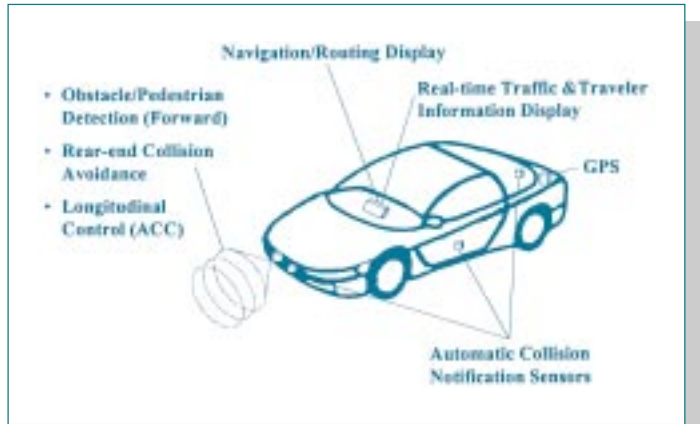 Navigation/Routing Display
• Obstacle/Pedestrian
Detection (Forward)
• Rear-end Collision
Avoidance
• Longitudinal
Control (ACC)
Real-time Traffic & Traveler
Information Display
GPS
Automatic Collision
Notification Sensors